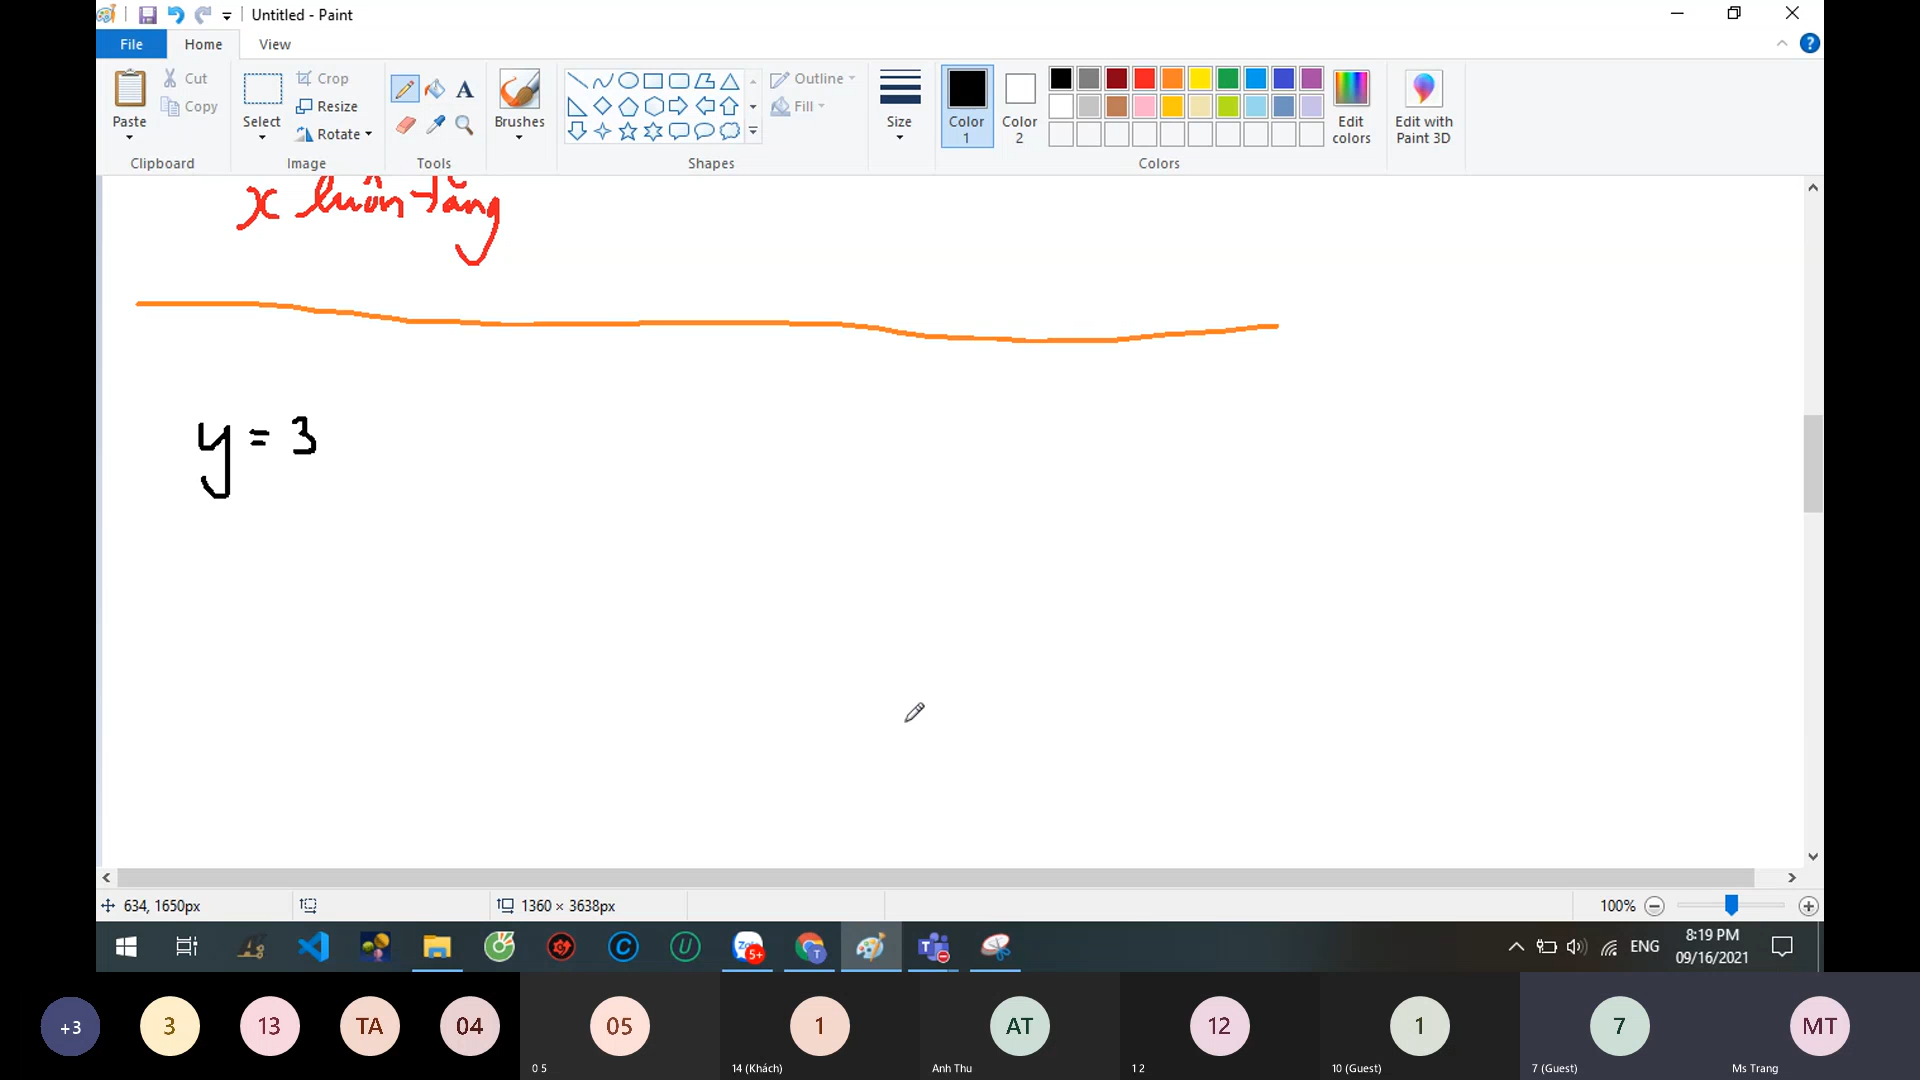 Untitled - Paint
File Home View
Paste
Cut
Copy
Clipboard
Select
Crop
Resize
Rotate
Image
A
Tools
Brushes
Outline
Fill
Shapes
Size
Color 1
Color 2
Edit colors
Colors
Edit with Paint 3D
x luôn tăng
y = 3
634, 1650px
1360 × 3638px
100%
5+
T
ENG
8:19 PM
09/16/2021
+3
3
13
TA
04
05
0 5
1
14 (Khách)
AT
Anh Thu
12
1 2
1
10 (Guest)
7
7 (Guest)
MT
Ms Trang